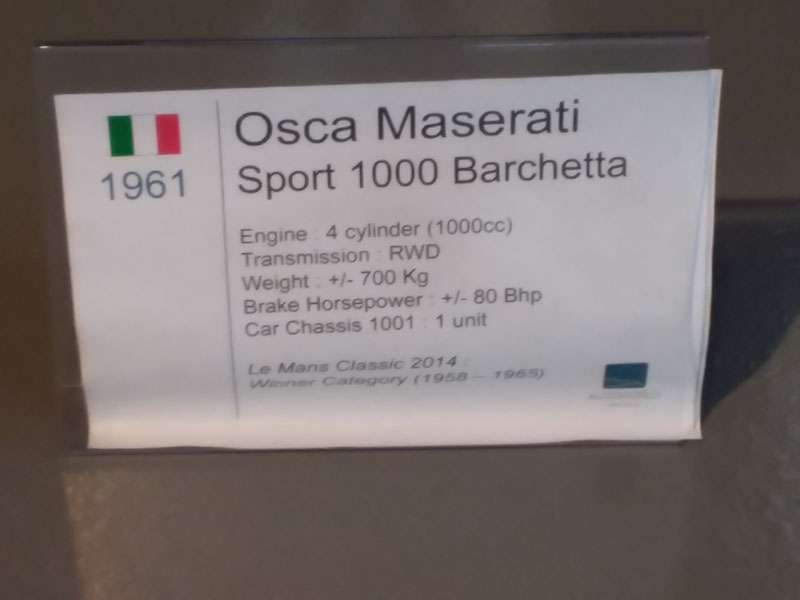 Osca Maserati
1961
Sport 1000 Barchetta
Engine : 4 cylinder (1000cc)
Transmission : RWD
Weight : +/- 700 Kg
Brake Horsepower : +/- 80 Bhp
Car Chassis 1001 : 1 unit
Le Mans Classic 2014 :
Winner Category (1958 – 1965)